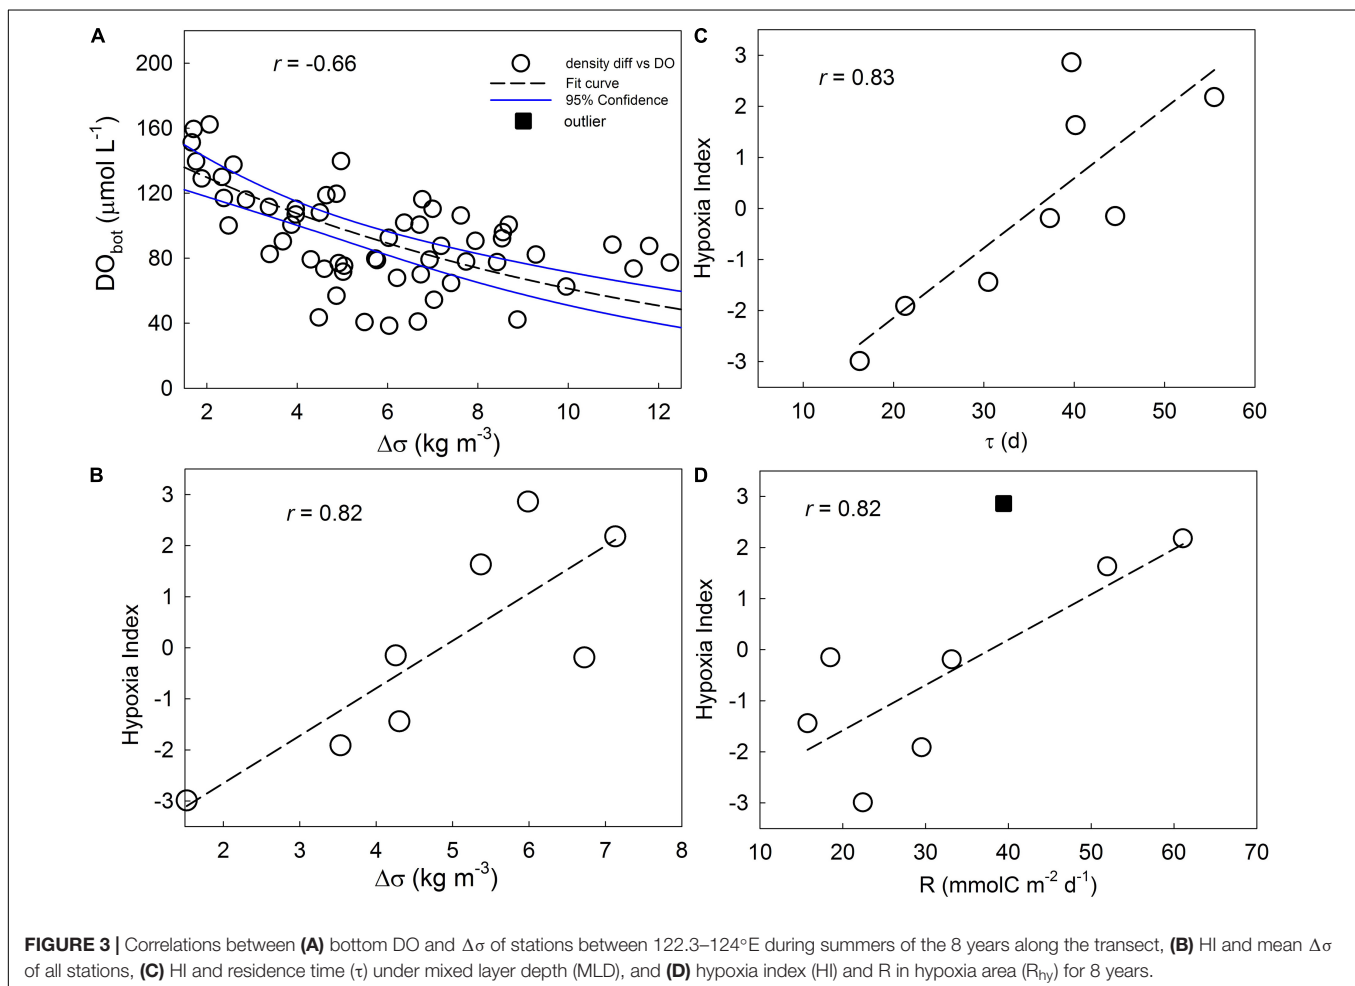 A
r = -0.66
density diff vs DO
Fit curve
95% Confidence
outlier
200
160
120
80
40
0
2 4 6 8 10 12
DObot (μmol L-1)
Δσ (kg m-3)
C
r = 0.83
3
2
1
0
-1
-2
-3
10 20 30 40 50 60
Hypoxia Index
τ (d)
B
r = 0.82
3
2
1
0
-1
-2
-3
2 3 4 5 6 7 8
Hypoxia Index
Δσ (kg m-3)
D
r = 0.82
3
2
1
0
-1
-2
-3
10 20 30 40 50 60 70
Hypoxia Index
R (mmolC m-2 d-1)
FIGURE 3 | Correlations between (A) bottom DO and Δσ of stations between 122.3–124°E during summers of the 8 years along the transect, (B) HI and mean Δσ
of all stations, (C) HI and residence time (τ) under mixed layer depth (MLD), and (D) hypoxia index (HI) and R in hypoxia area (Rhy) for 8 years.